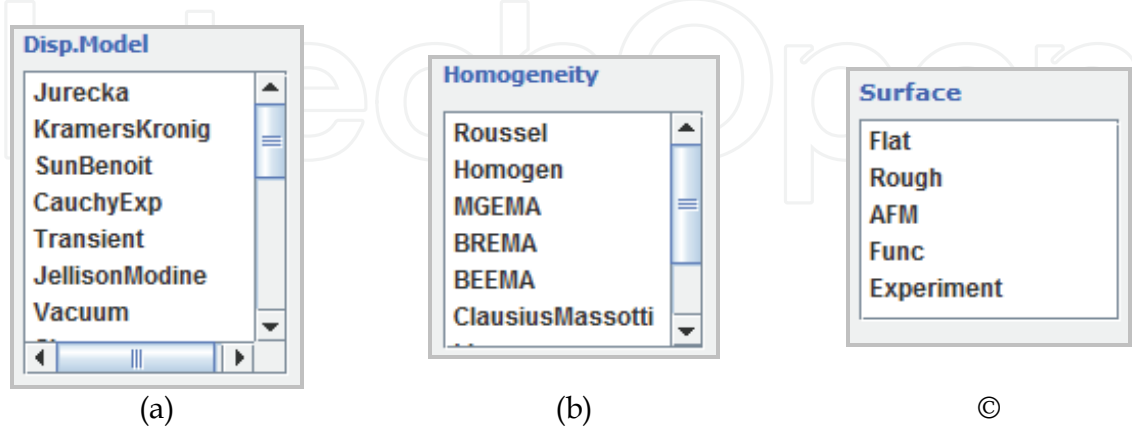 Disp.Model
Jurecka
KramersKronig
SunBenoit
CauchyExp
Transient
JellisonModine
Vacuum
(a)
Homogeneity
Roussel
Homogen
MGEMA
BREMA
BEEMA
ClausiusMassotti
(b)
Surface
Flat
Rough
AFM
Func
Experiment
©